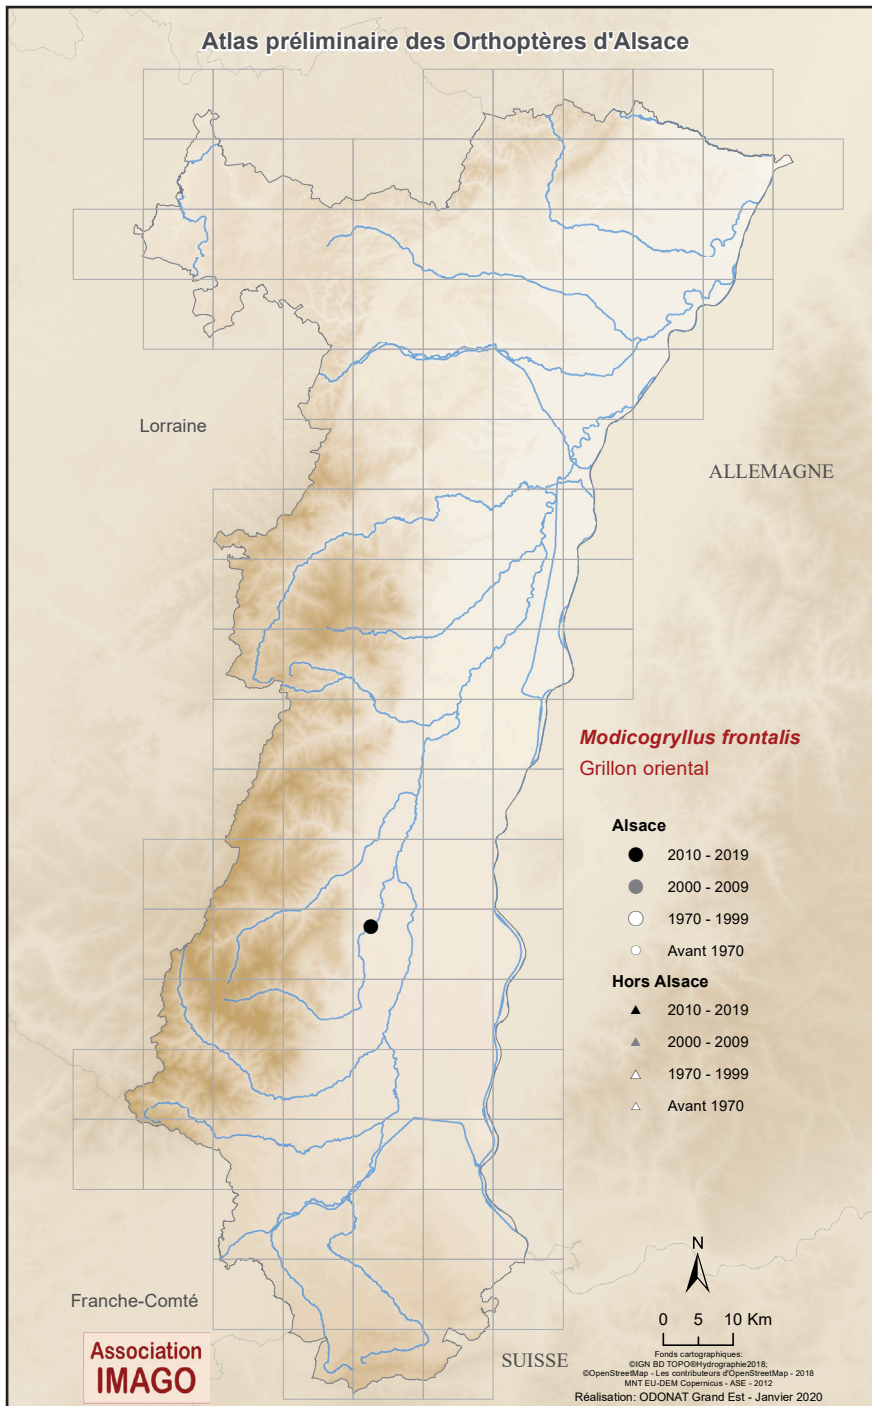 Atlas préliminaire des Orthoptères d'Alsace
Lorraine
ALLEMAGNE
Modicogryllus frontalis
Grillon oriental
Alsace
2010 - 2019
2000 - 2009
1970 - 1999
Avant 1970
Hors Alsace
2010 - 2019
2000 - 2009
1970 - 1999
Avant 1970
N
0 5 10 Km
Franche-Comté
Association
IMAGO
SUISSE
Fonds cartographiques:
©IGN BD TOPO®Hydrographie2018;
©OpenStreetMap - Les contributeurs d'OpenStreetMap - 2018
MNT EU-DEM Copernicus - ASE - 2012
Réalisation: ODONAT Grand Est - Janvier 2020